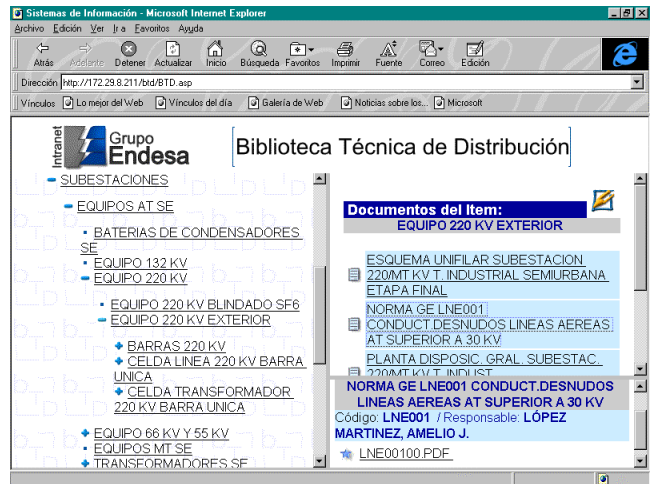 Sistemas de Información - Microsoft Internet Explorer
Archivo Edición Ver Ir a Favoritos Ayuda
Atrás Adelante Detener Actualizar Inicio Búsqueda Favoritos Imprimir Fuente Correo Edición
Dirección http://172.29.8.211/btd/BTD.asp
Vínculos Lo mejor del Web Vínculos del día Galería de Web Noticias sobre los... Microsoft
Intranet
Grupo
Endesa
Biblioteca Técnica de Distribución
SUBESTACIONES
EQUIPOS AT SE
BATERIAS DE CONDENSADORES
SE
EQUIPO 132 KV
EQUIPO 220 KV
EQUIPO 220 KV BLINDADO SF6
EQUIPO 220 KV EXTERIOR
BARRAS 220 KV
CELDA LINEA 220 KV BARRA
UNICA
CELDA TRANSFORMADOR
220 KV BARRA UNICA
EQUIPO 66 KV Y 55 KV
EQUIPOS MT SE
TRANSFORMADORES SE
Documentos del Item:
EQUIPO 220 KV EXTERIOR
ESQUEMA UNIFILAR SUBESTACION
220/MT KV T. INDUSTRIAL SEMIURBANA
ETAPA FINAL
NORMA GE LNE001
CONDUCT.DESNUDOS LINEAS AEREAS
AT SUPERIOR A 30 KV
PLANTA DISPOSIC. GRAL. SUBESTAC.
220/MT KV T. INDUST
NORMA GE LNE001 CONDUCT.DESNUDOS
LINEAS AEREAS AT SUPERIOR A 30 KV
Código: LNE001 / Responsable: LÓPEZ
MARTINEZ, AMELIO J.
LNE00100.PDF